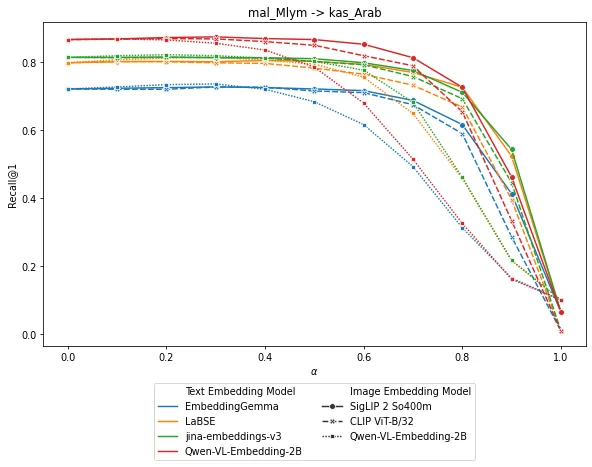 mal_Mlym -> kas_Arab
Recall@1
0.8
0.6
0.4
0.2
0.0
0.0 0.2 0.4 0.6 0.8 1.0
α
Text Embedding Model Image Embedding Model
EmbeddingGemma SigLIP 2 So400m
LaBSE CLIP ViT-B/32
jina-embeddings-v3 Qwen-VL-Embedding-2B
Qwen-VL-Embedding-2B